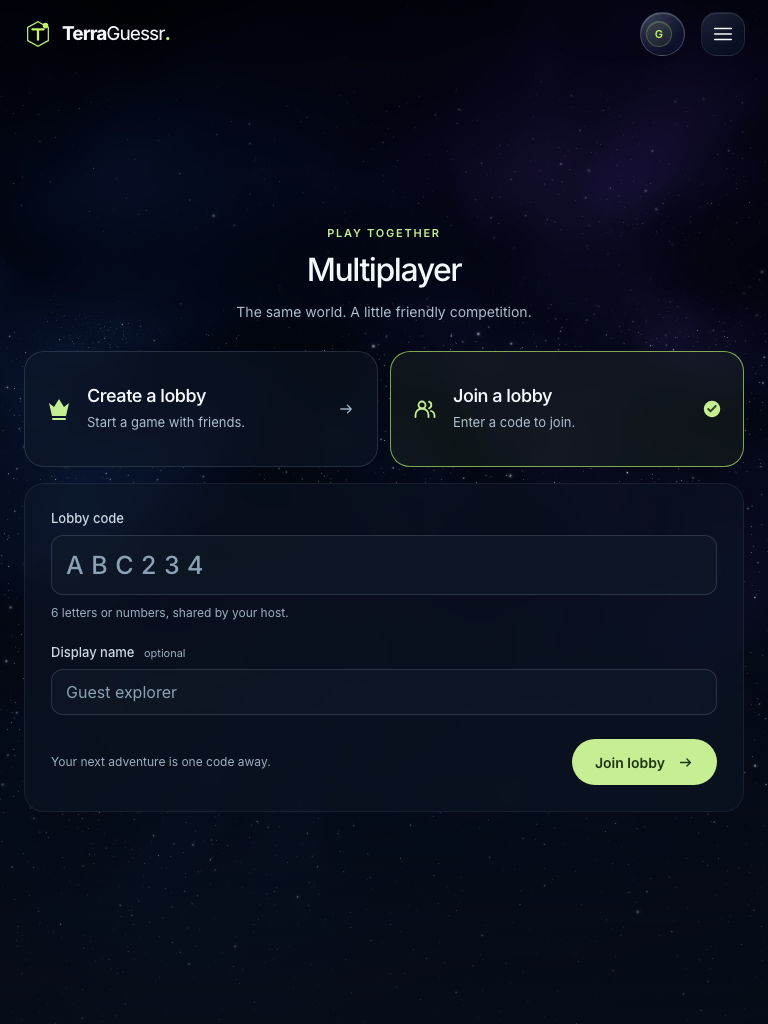 TerraGuessr.
G
PLAY TOGETHER
Multiplayer
The same world. A little friendly competition.
Create a lobby
Start a game with friends.
Join a lobby
Enter a code to join.
Lobby code
ABC234
6 letters or numbers, shared by your host.
Display name optional
Guest explorer
Your next adventure is one code away.
Join lobby